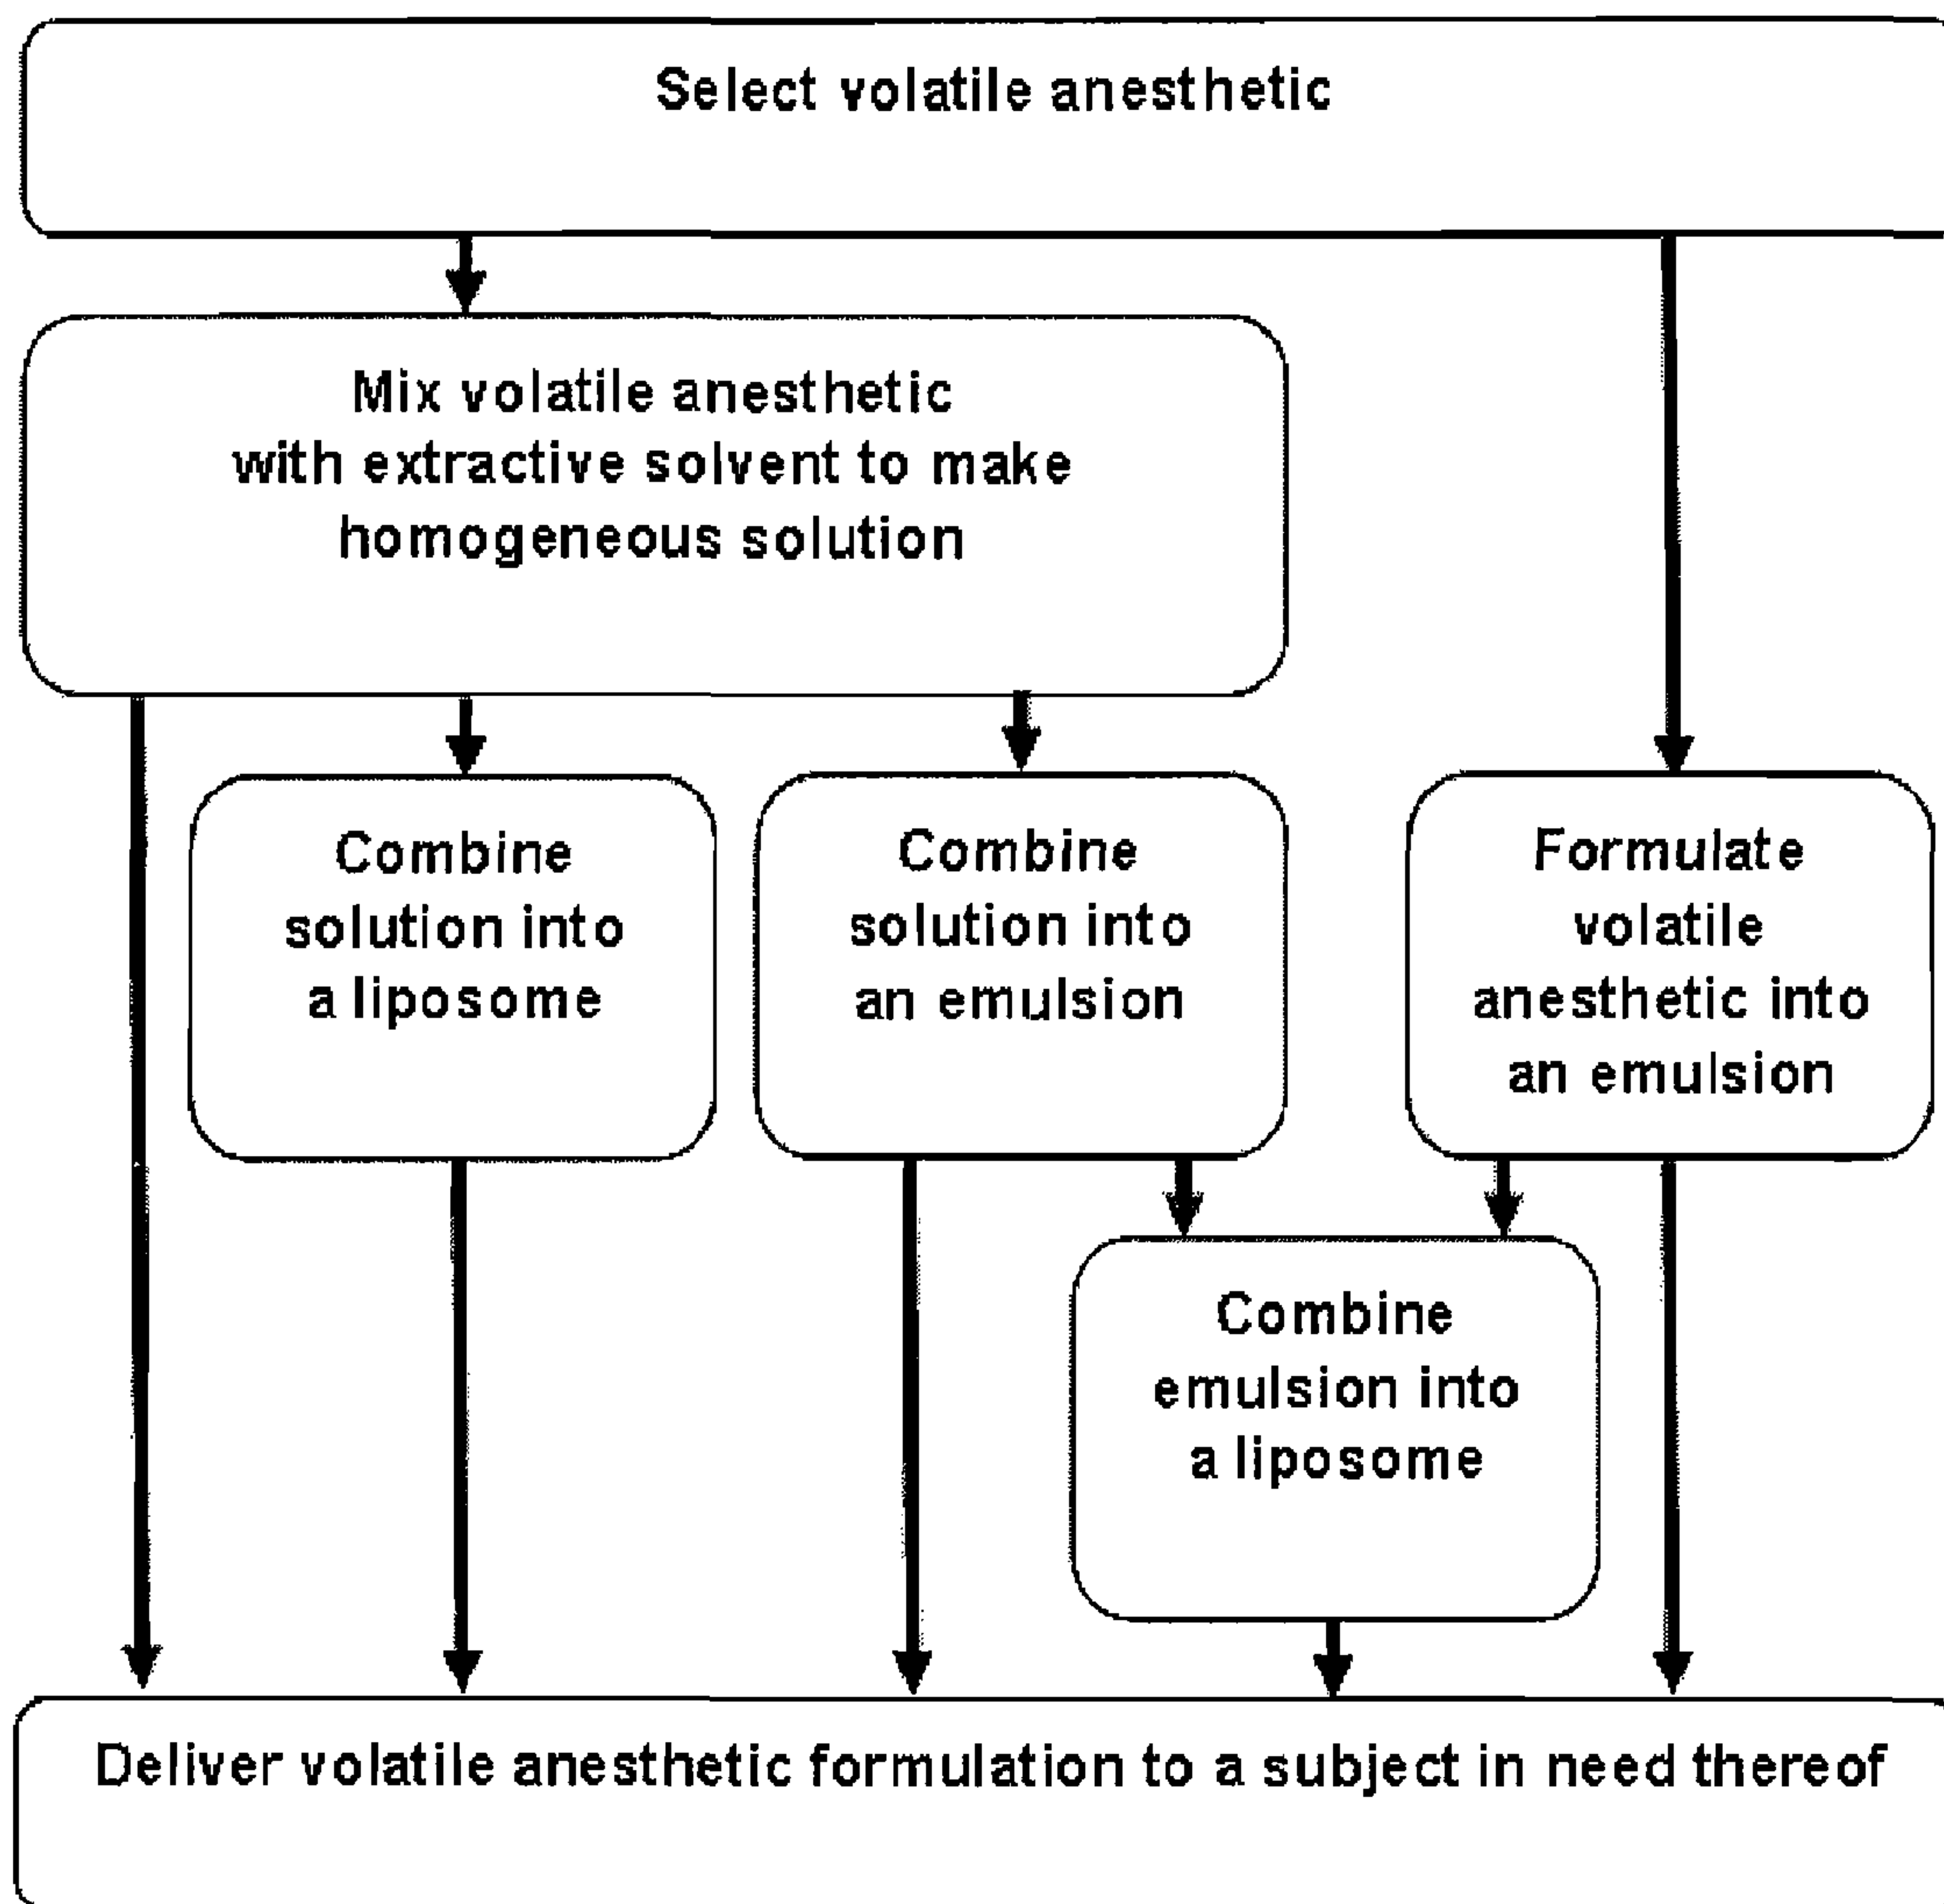 Select volatile anesthetic
Mix volatile anesthetic
with extractive solvent to make
homogeneous solution
Combine
solution into
a liposome
Combine
solution into
an emulsion
Formulate
volatile
anesthetic into
an emulsion
Combine
emulsion into
a liposome
Deliver volatile anesthetic formulation to a subject in need thereof